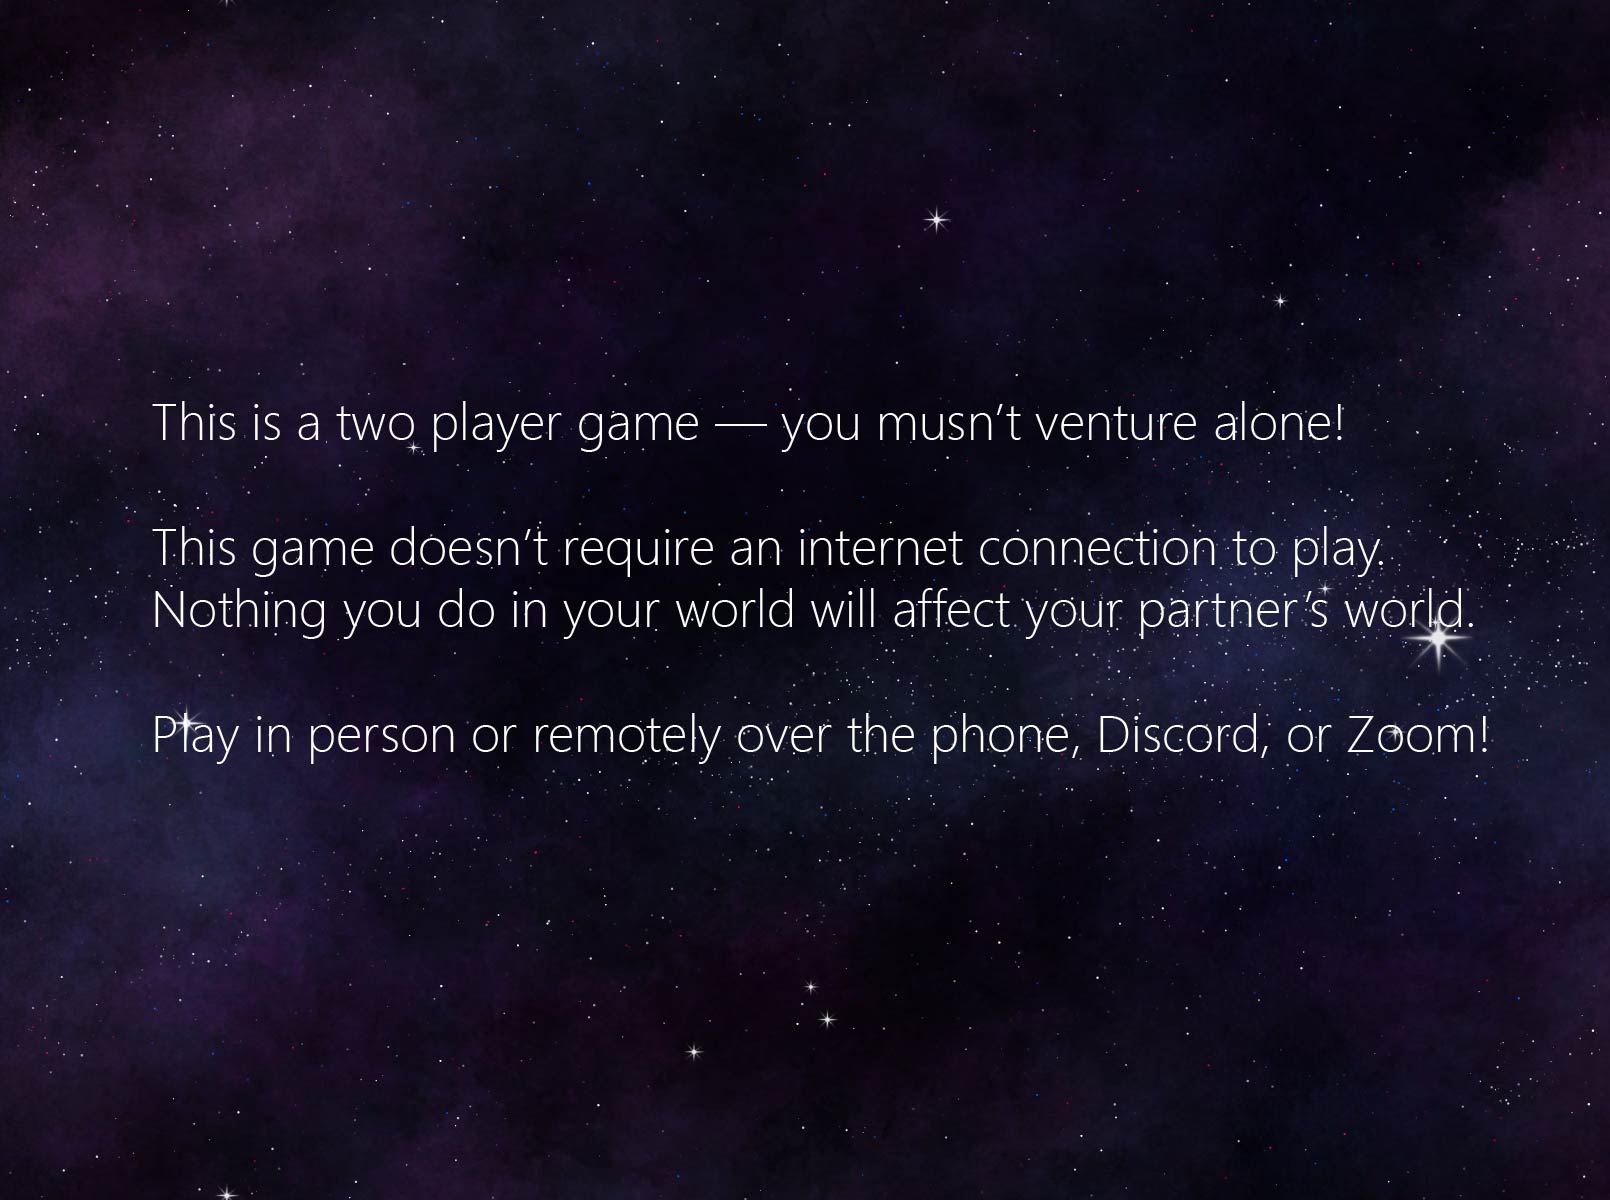 This is a two player game — you musn’t venture alone!
This game doesn’t require an internet connection to play.
Nothing you do in your world will affect your partner’s world.
Play in person or remotely over the phone, Discord, or Zoom!